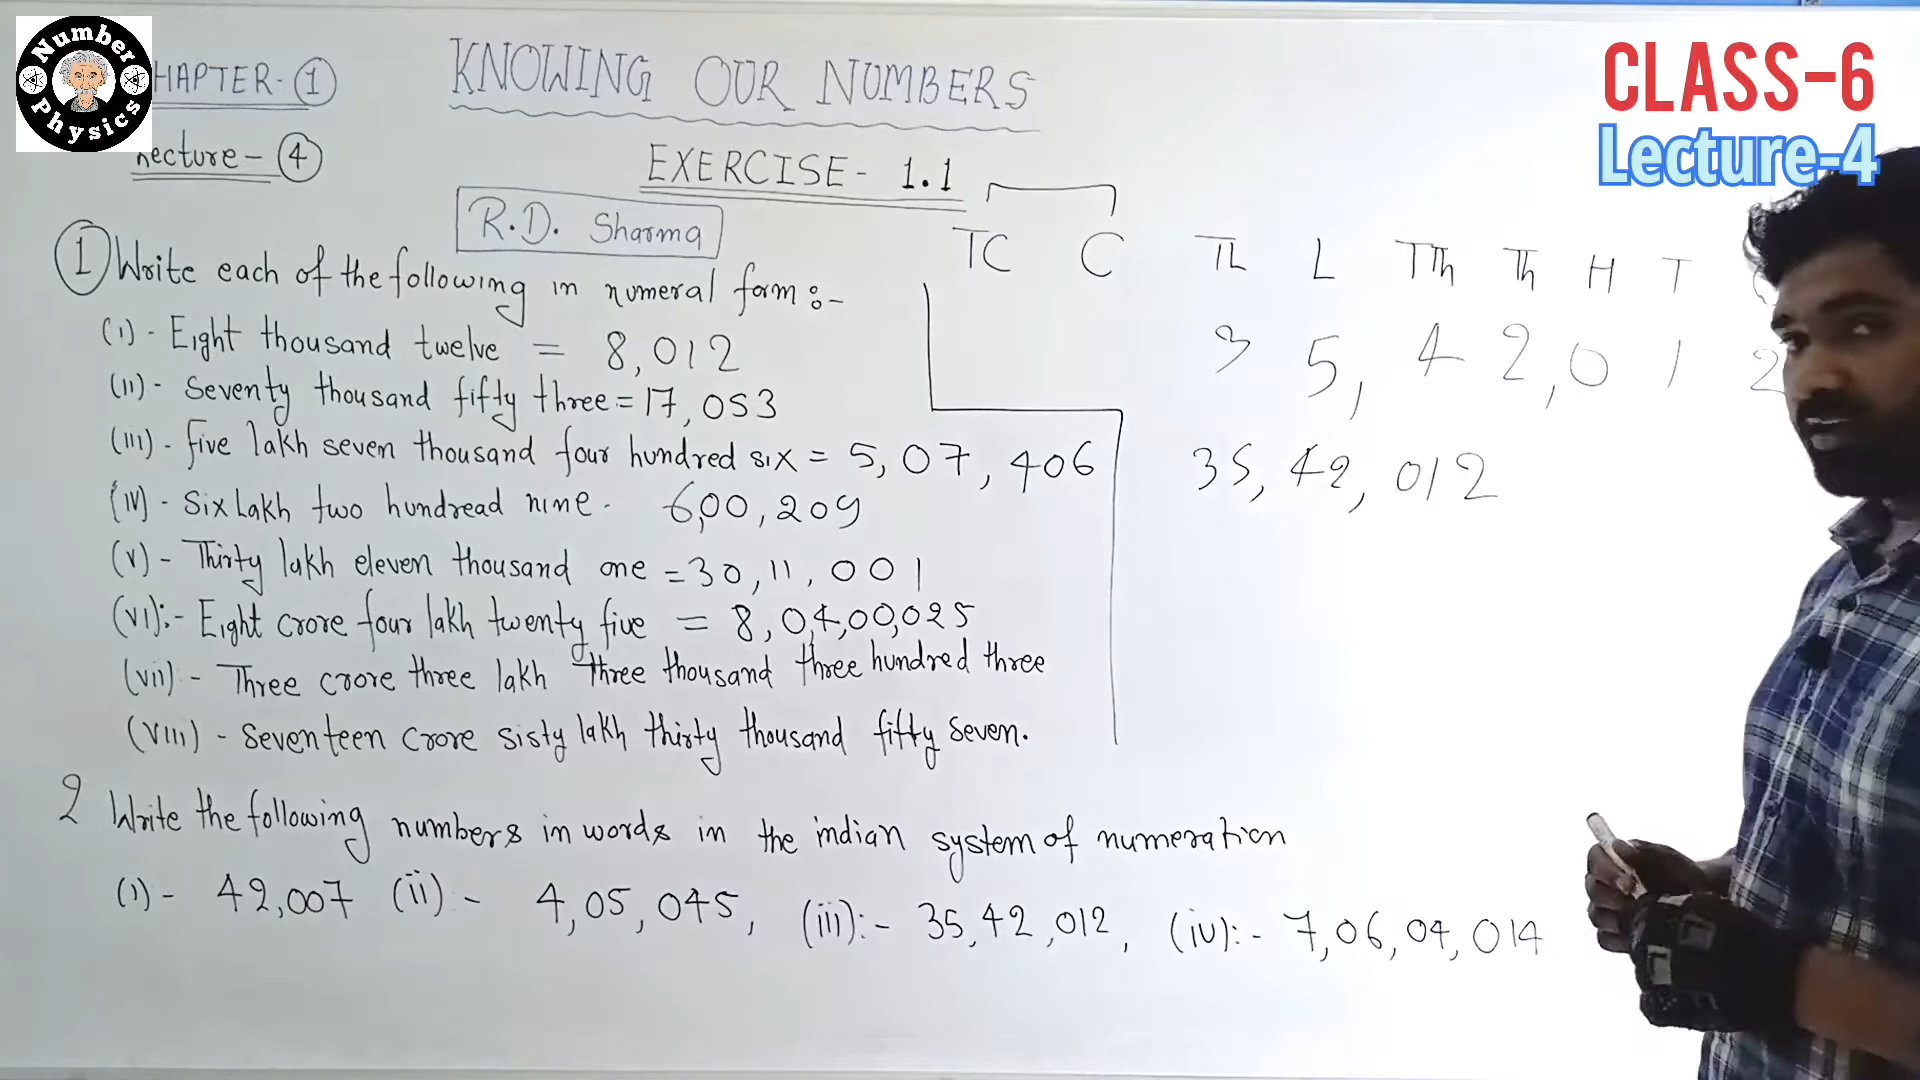 Number Physics
HAPTER-1
KNOWING OUR NUMBERS
CLASS-6
Lecture-4
Lecture-4
EXERCISE- 1.1
R.D. Sharma
TC C TL L TTh Th H T
1 Write each of the following in numeral form:-
3 5, 4 2, 0 1 2
(i)- Eight thousand twelve = 8,012
(ii)- Seventy thousand fifty three=17,053
(iii)- five lakh seven thousand four hundred six = 5,07,406
35,42,012
(iv)- Six lakh two hundread nine- 6,00,209
(v)- Thirty lakh eleven thousand one =30,11,001
(vi):- Eight crore four lakh twenty five = 8,04,00,025
(vii)- Three crore three lakh three thousand three hundred three
(viii)- Seventeen crore sisty lakh thirty thousand fifty seven.
2 Write the following numbers in words in the indian system of numeration
(i)- 42,007 (ii)- 4,05,045, (iii):- 35,42,012, (iv):- 7,06,04,014